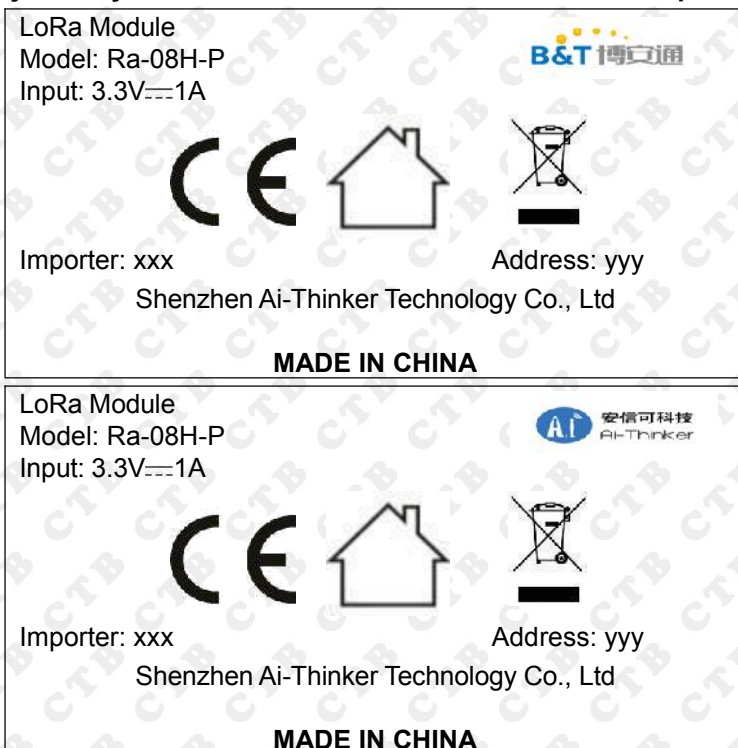 LoRa Module
Model: Ra-08H-P
B&T 博安通
Input: 3.3V⎓1A
CE
Importer: xxx
Address: yyy
Shenzhen Ai-Thinker Technology Co., Ltd
MADE IN CHINA
LoRa Module
Model: Ra-08H-P
Ai 安信可科技
Ai-Thinker
Input: 3.3V⎓1A
CE
Importer: xxx
Address: yyy
Shenzhen Ai-Thinker Technology Co., Ltd
MADE IN CHINA
CTB